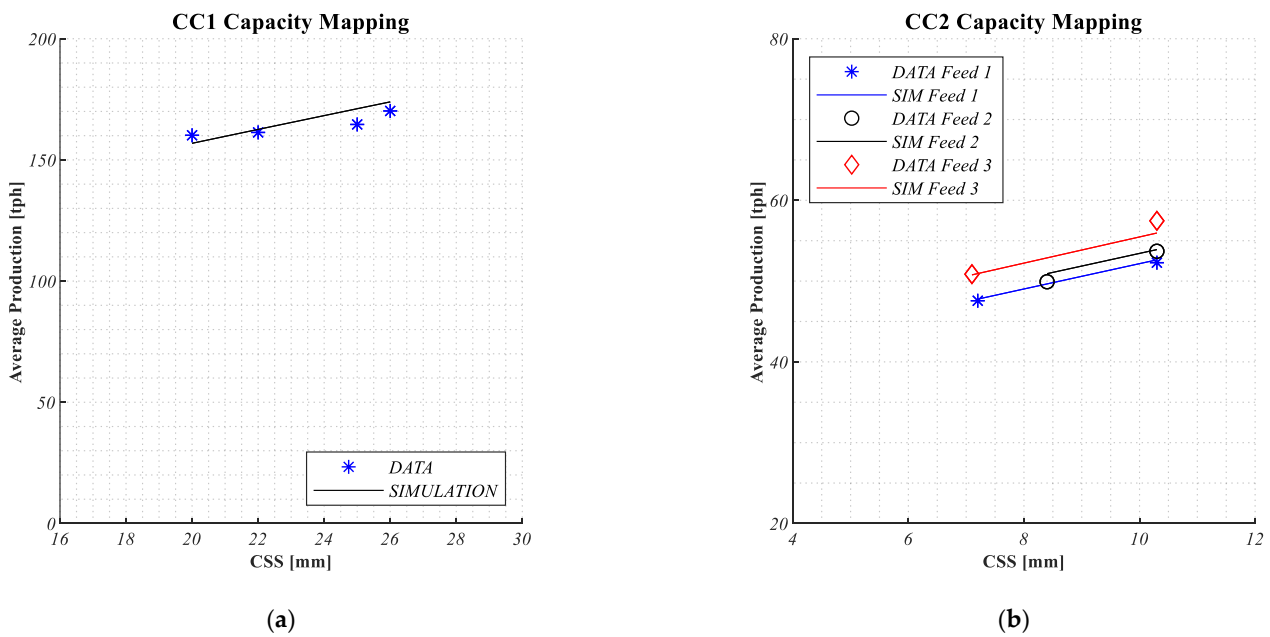 CC1 Capacity Mapping
200
150
100
50
0
16 18 20 22 24 26 28 30
Average Production [tph]
CSS [mm]
DATA
SIMULATION
(a)
CC2 Capacity Mapping
80
60
40
20
4 6 8 10 12
Average Production [tph]
CSS [mm]
DATA Feed 1
SIM Feed 1
DATA Feed 2
SIM Feed 2
DATA Feed 3
SIM Feed 3
(b)